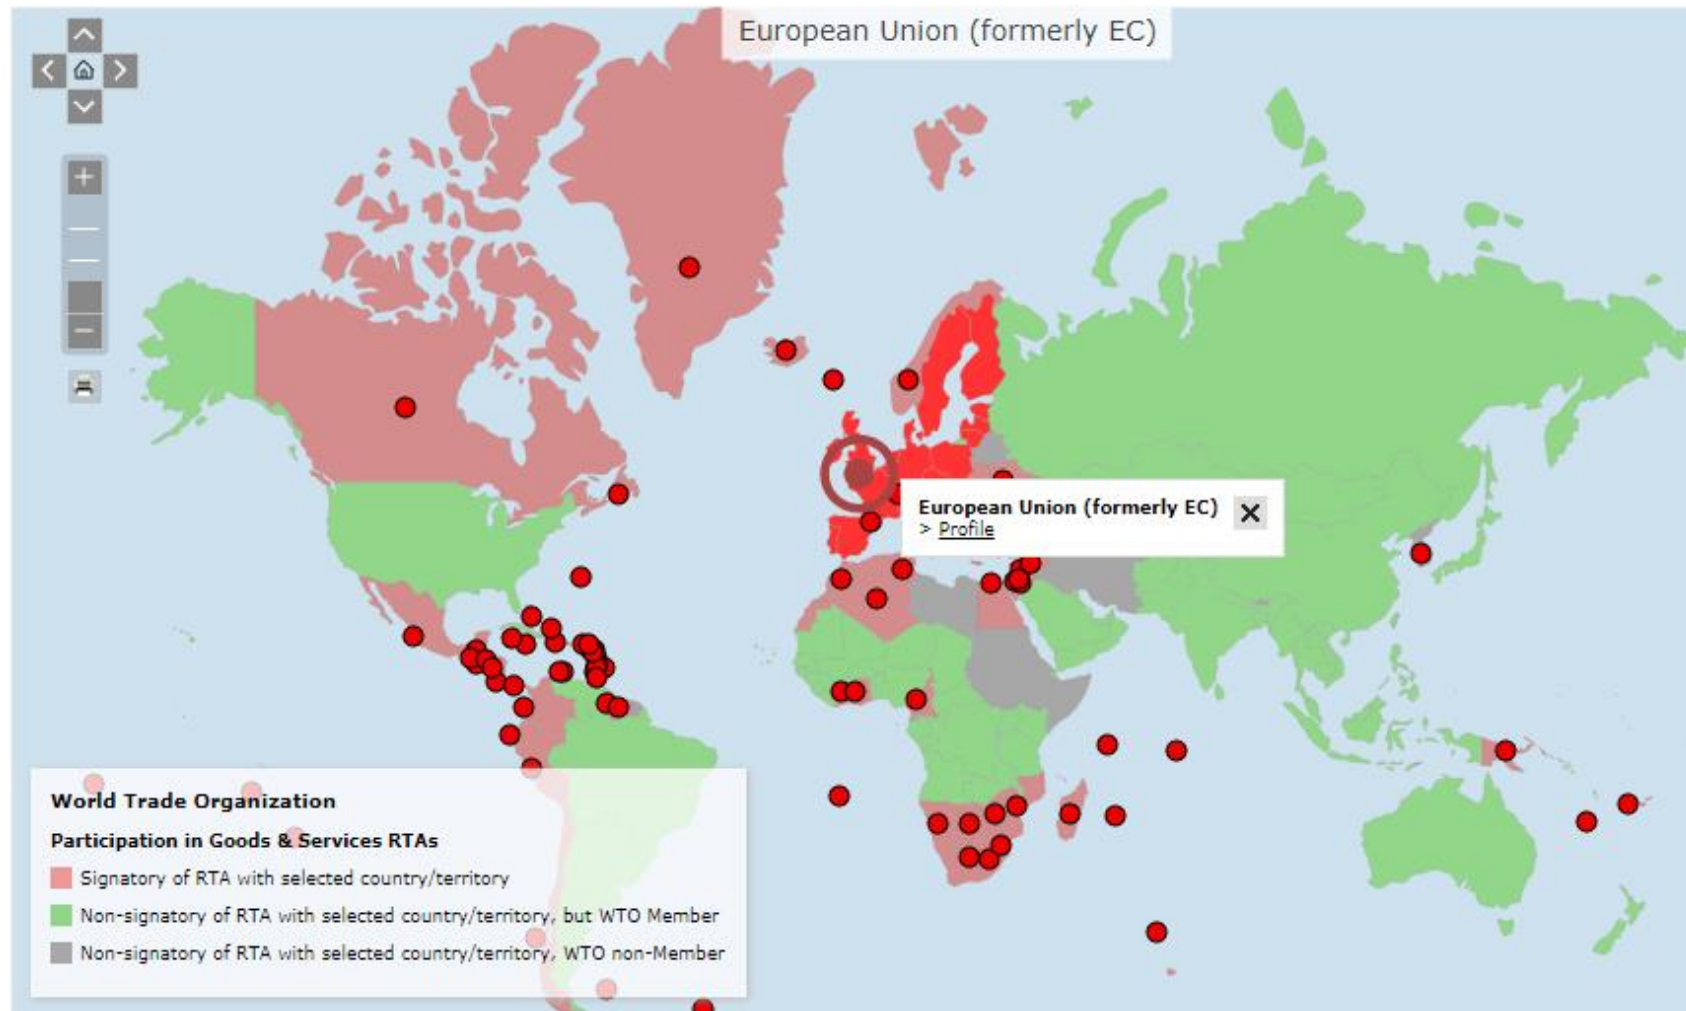 European Union (formerly EC)
European Union (formerly EC)
> Profile
World Trade Organization
Participation in Goods & Services RTAs
Signatory of RTA with selected country/territory
Non-signatory of RTA with selected country/territory, but WTO Member
Non-signatory of RTA with selected country/territory, WTO non-Member